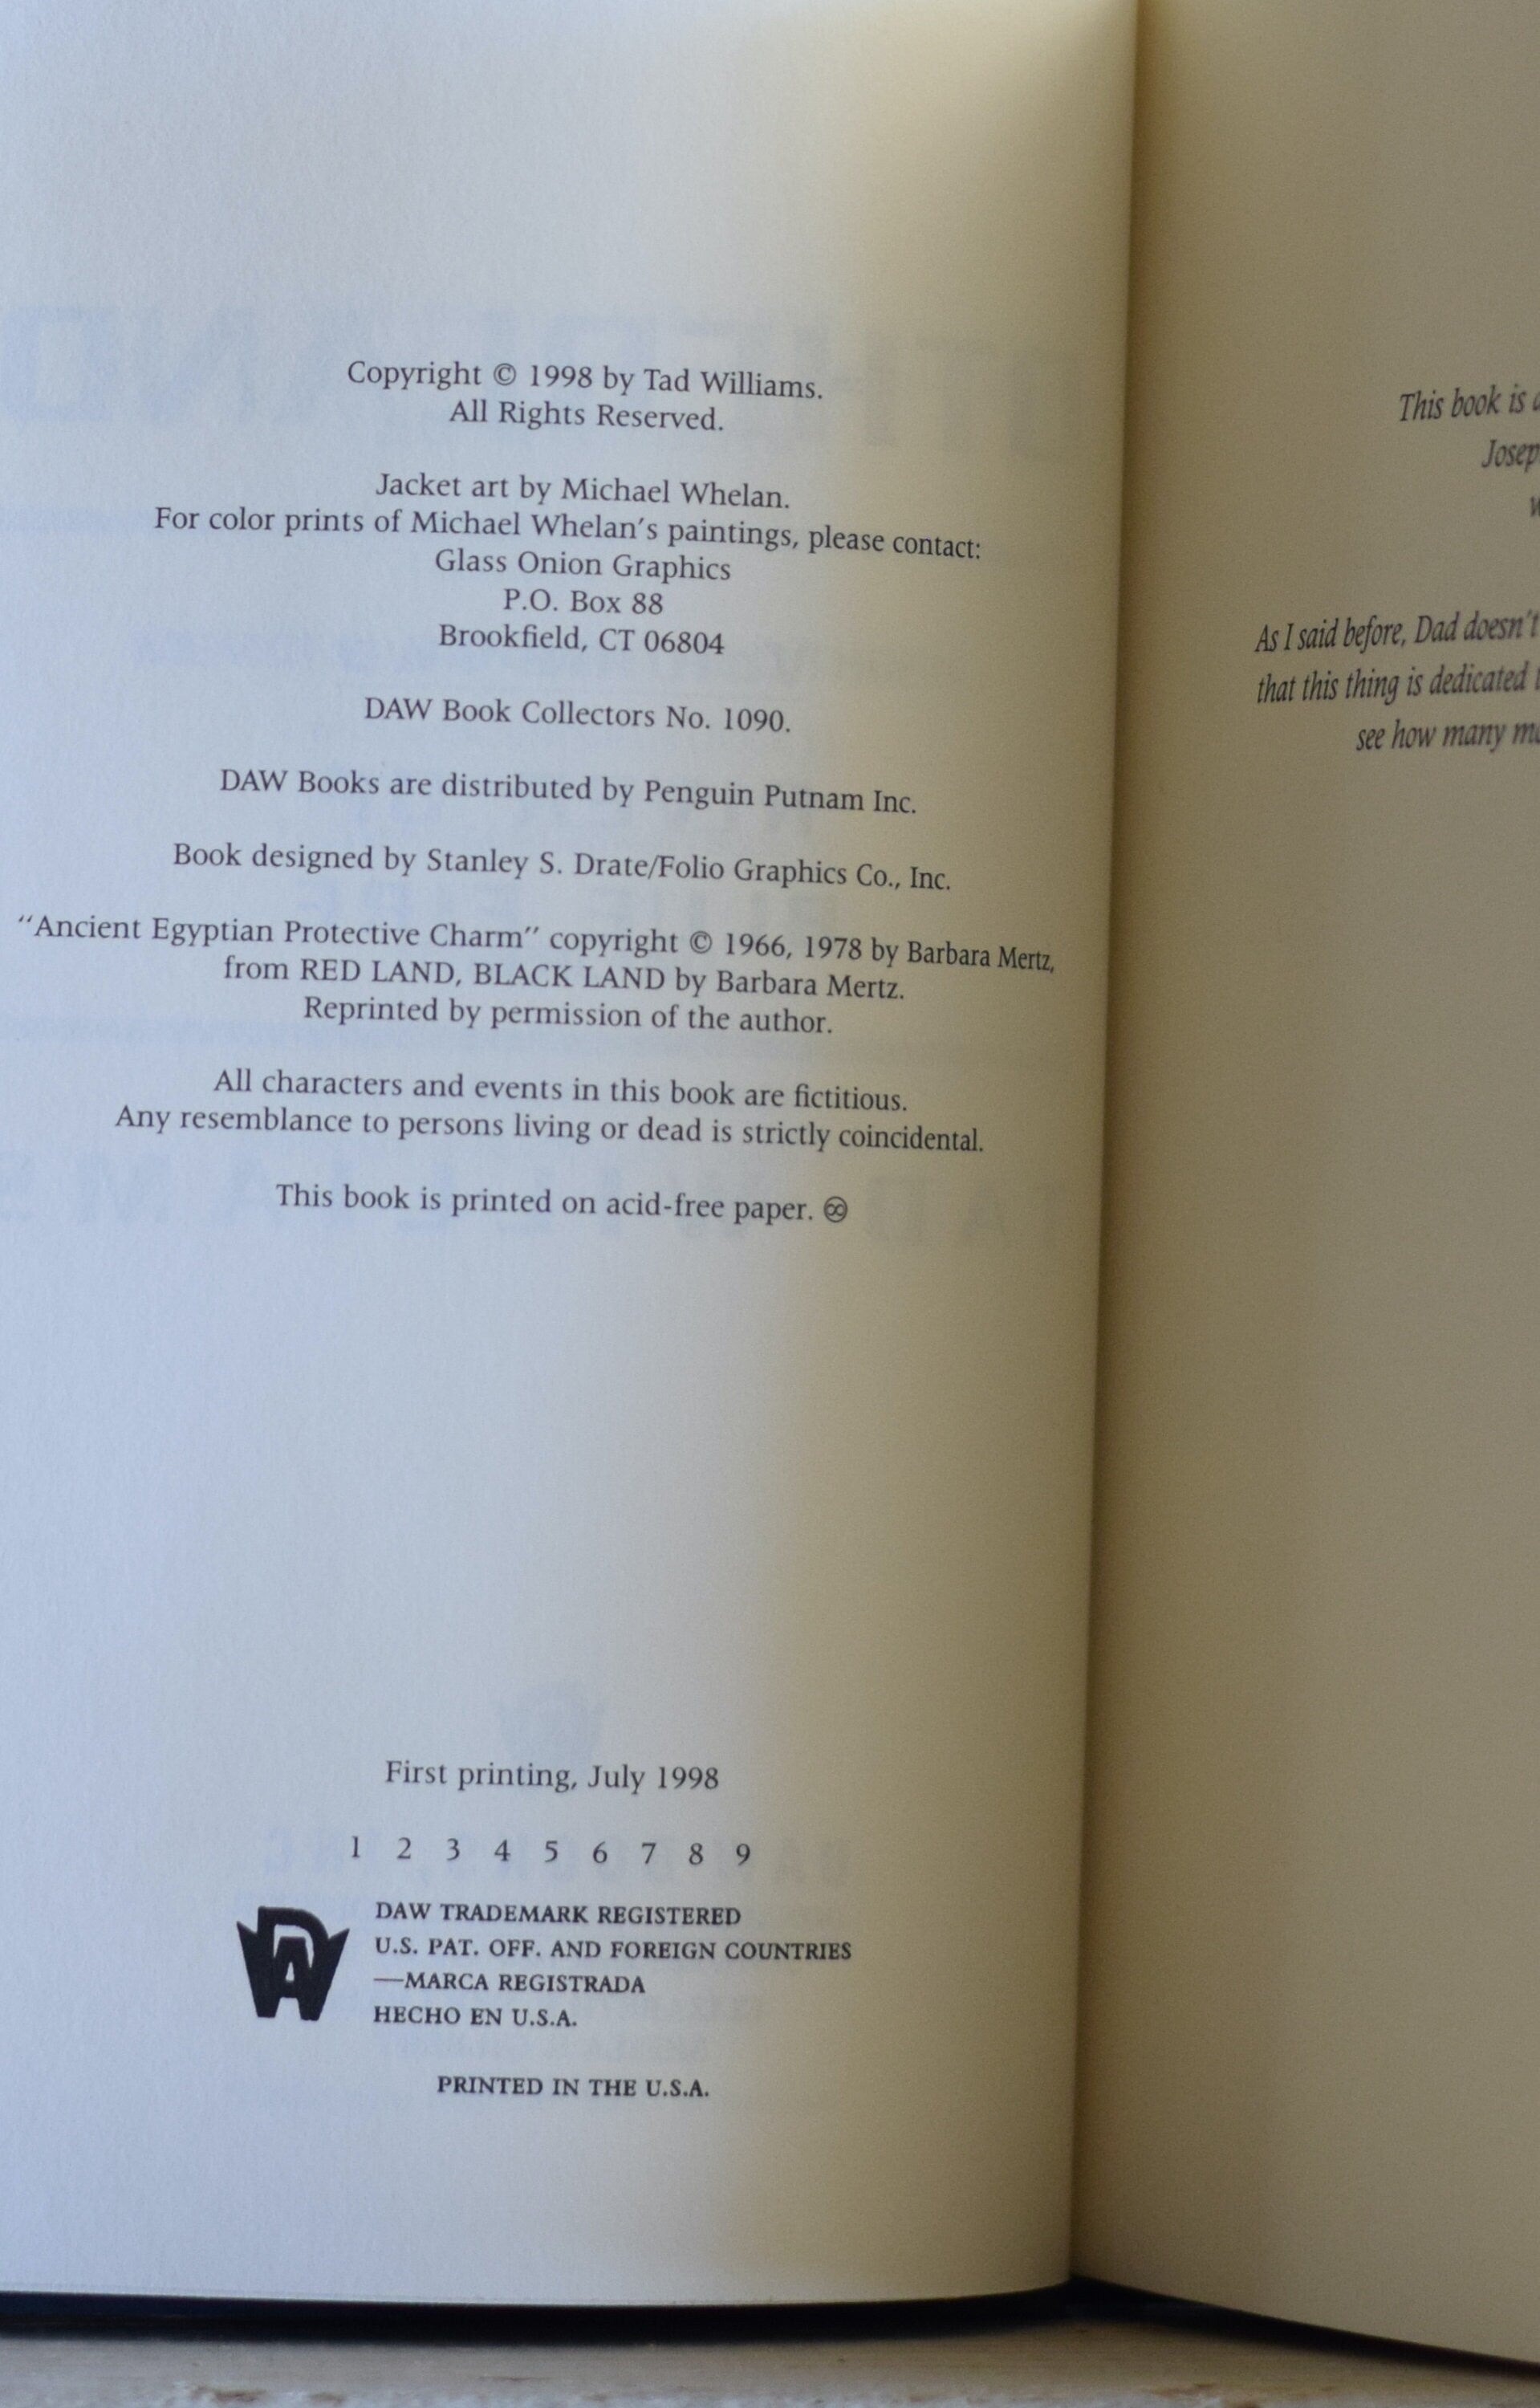 Copyright © 1998 by Tad Williams.
All Rights Reserved.
Jacket art by Michael Whelan.
For color prints of Michael Whelan's paintings, please contact:
Glass Onion Graphics
P.O. Box 88
Brookfield, CT 06804
DAW Book Collectors No. 1090.
DAW Books are distributed by Penguin Putnam Inc.
Book designed by Stanley S. Drate/Folio Graphics Co., Inc.
"Ancient Egyptian Protective Charm" copyright © 1966, 1978 by Barbara Mertz,
from RED LAND, BLACK LAND by Barbara Mertz.
Reprinted by permission of the author.
All characters and events in this book are fictitious.
Any resemblance to persons living or dead is strictly coincidental.
This book is printed on acid-free paper. ♾
First printing, July 1998
1 2 3 4 5 6 7 8 9
DAW
DAW TRADEMARK REGISTERED
U.S. PAT. OFF. AND FOREIGN COUNTRIES
—MARCA REGISTRADA
HECHO EN U.S.A.
PRINTED IN THE U.S.A.
This book is
Josep
As I said before, Dad doesn't
that this thing is dedicated
see how many